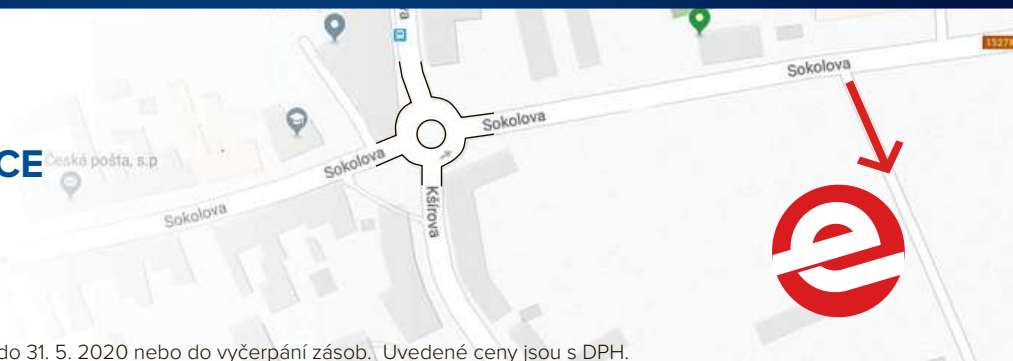 15278
Sokolova
Sokolova
CE
Česká pošta, s.p
Sokolova
Kšírova
Sokolova
e
do 31. 5. 2020 nebo do vyčerpání zásob. Uvedené ceny jsou s DPH.